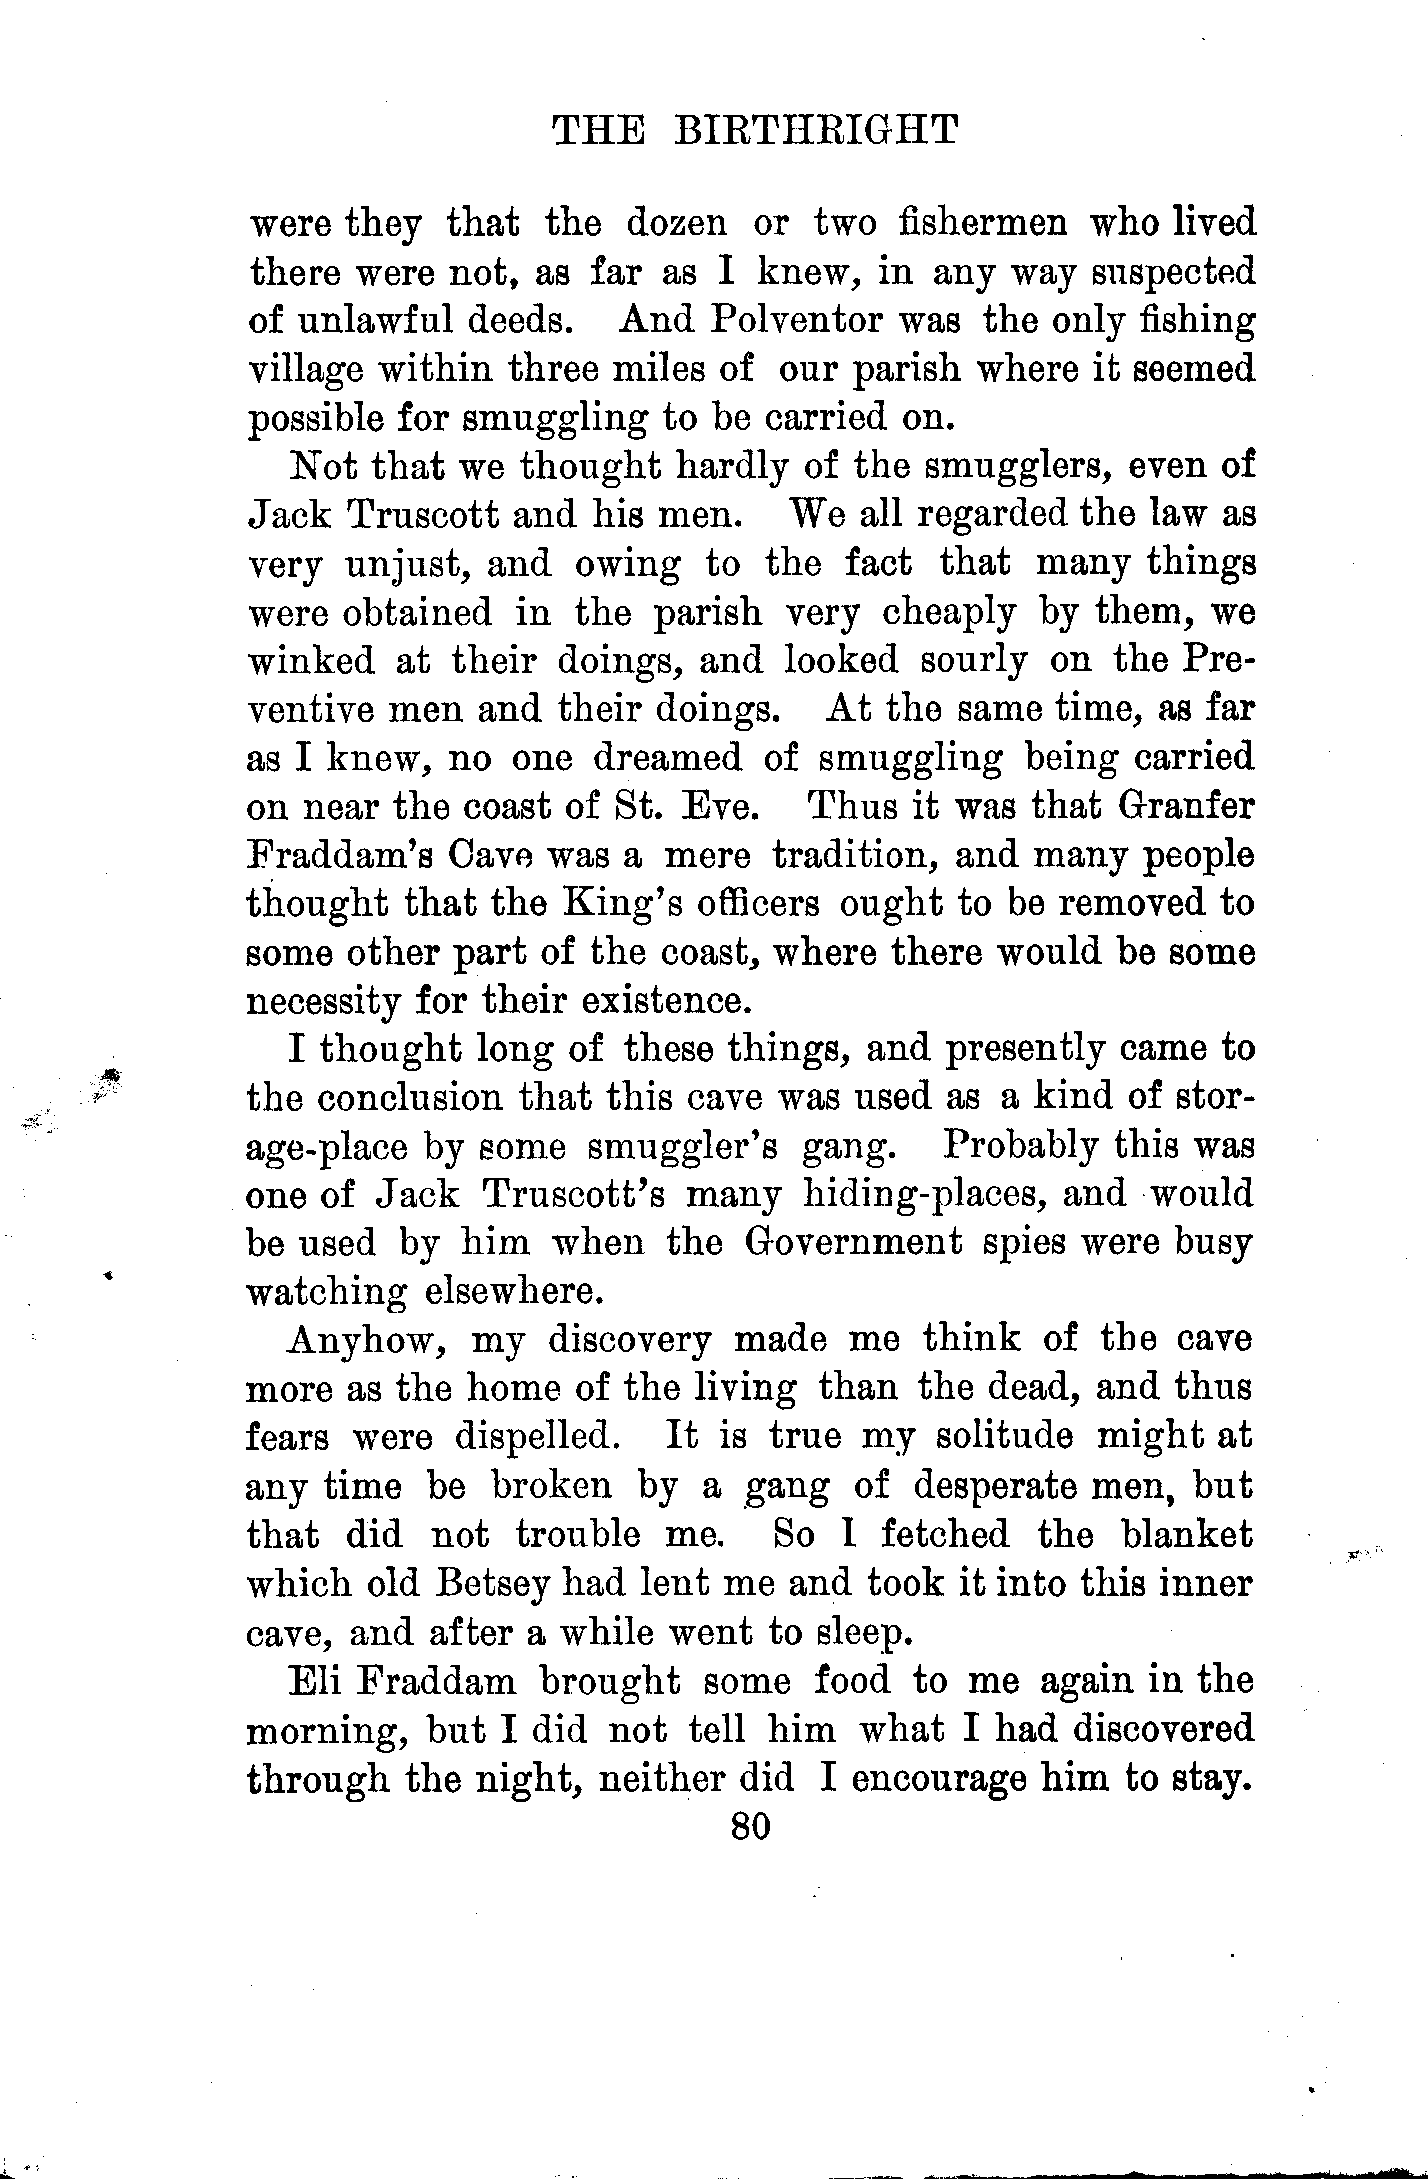 THE BIRTHRIGHT
were they that the dozen or two fishermen who lived
there were not, as far as I knew, in any way suspected
of unlawful deeds. And Polventor was the only fishing
village within three miles of our parish where it seemed
possible for smuggling to be carried on.
Not that we thought hardly of the smugglers, even of
Jack Truscott and his men. We all regarded the law as
very unjust, and owing to the fact that many things
were obtained in the parish very cheaply by them, we
winked at their doings, and looked sourly on the Pre-
ventive men and their doings. At the same time, as far
as I knew, no one dreamed of smuggling being carried
on near the coast of St. Eve. Thus it was that Granfer
Fraddam's Cave was a mere tradition, and many people
thought that the King's officers ought to be removed to
some other part of the coast, where there would be some
necessity for their existence.
I thought long of these things, and presently came to
the conclusion that this cave was used as a kind of stor-
age-place by some smuggler's gang. Probably this was
one of Jack Truscott's many hiding-places, and would
be used by him when the Government spies were busy
watching elsewhere.
Anyhow, my discovery made me think of the cave
more as the home of the living than the dead, and thus
fears were dispelled. It is true my solitude might at
any time be broken by a gang of desperate men, but
that did not trouble me. So I fetched the blanket
which old Betsey had lent me and took it into this inner
cave, and after a while went to sleep.
Eli Fraddam brought some food to me again in the
morning, but I did not tell him what I had discovered
through the night, neither did I encourage him to stay.
80